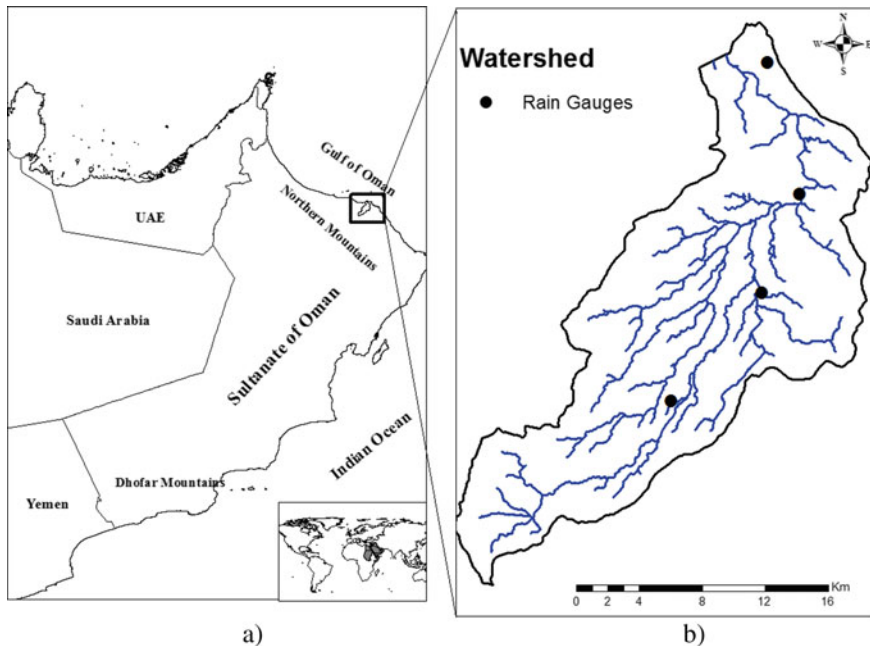 Gulf of Oman
Northern Mountains
UAE
Saudi Arabia
Sultanate of Oman
Indian Ocean
Dhofar Mountains
Yemen
a)
N
W E
S
Watershed
Rain Gauges
Km
0 2 4 8 12 16
b)